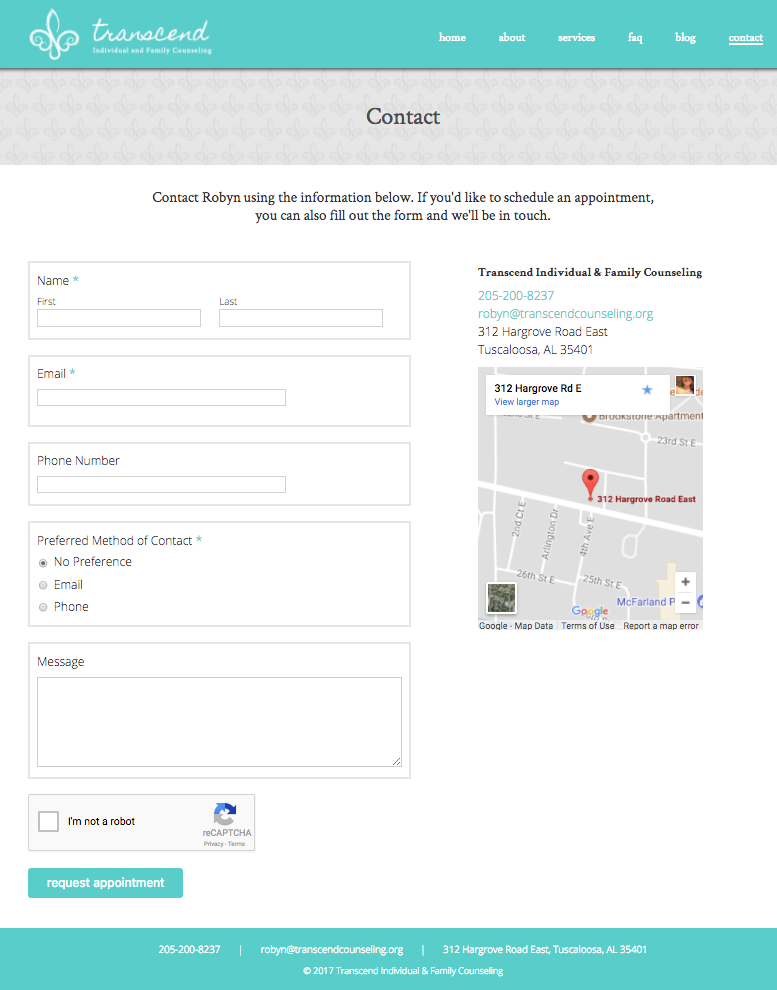 transcend
Individual and Family Counseling
home about services faq blog contact
Contact
Contact Robyn using the information below. If you'd like to schedule an appointment,
you can also fill out the form and we'll be in touch.
Name *
First Last
Email *
Phone Number
Preferred Method of Contact *
No Preference
Email
Phone
Message
I'm not a robot
reCAPTCHA
Privacy - Terms
request appointment
Transcend Individual & Family Counseling
205-200-8237
robyn@transcendcounseling.org
312 Hargrove Road East
Tuscaloosa, AL 35401
312 Hargrove Rd E
View larger map
Brookstone Apartment
23rd St E
312 Hargrove Road East
2nd Ct E
Arlington Dr
4th Ave E
26th St E
25th St E
McFarland P
Google
Google - Map Data Terms of Use Report a map error
205-200-8237 | robyn@transcendcounseling.org | 312 Hargrove Road East, Tuscaloosa, AL 35401
© 2017 Transcend Individual & Family Counseling